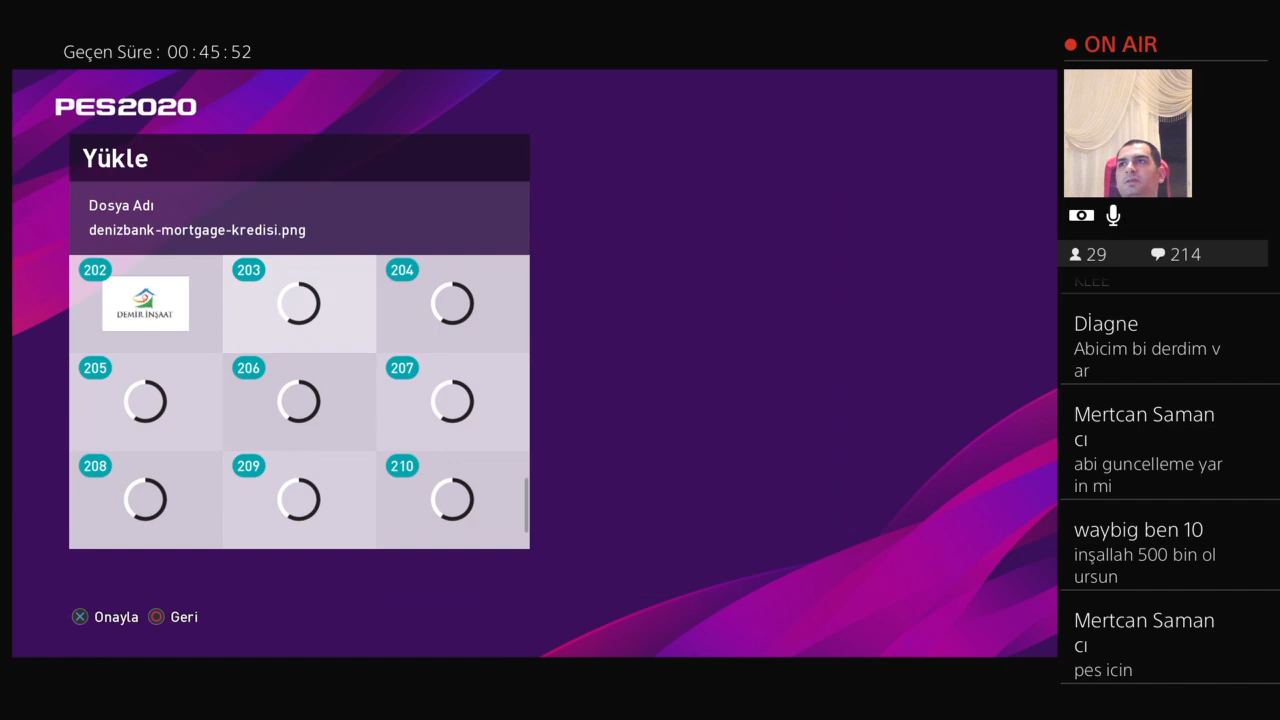 Geçen Süre : 00:45:52
ON AIR
PES2020
Yükle
Dosya Adı
denizbank-mortgage-kredisi.png
202
203
204
DEMİR İNŞAAT
205
206
207
208
209
210
Onayla
Geri
29
214
KLEE
Dİagne
Abicim bi derdim v
ar
Mertcan Saman
cı
abi guncelleme yar
in mi
waybig ben 10
inşallah 500 bin ol
ursun
Mertcan Saman
cı
pes icin